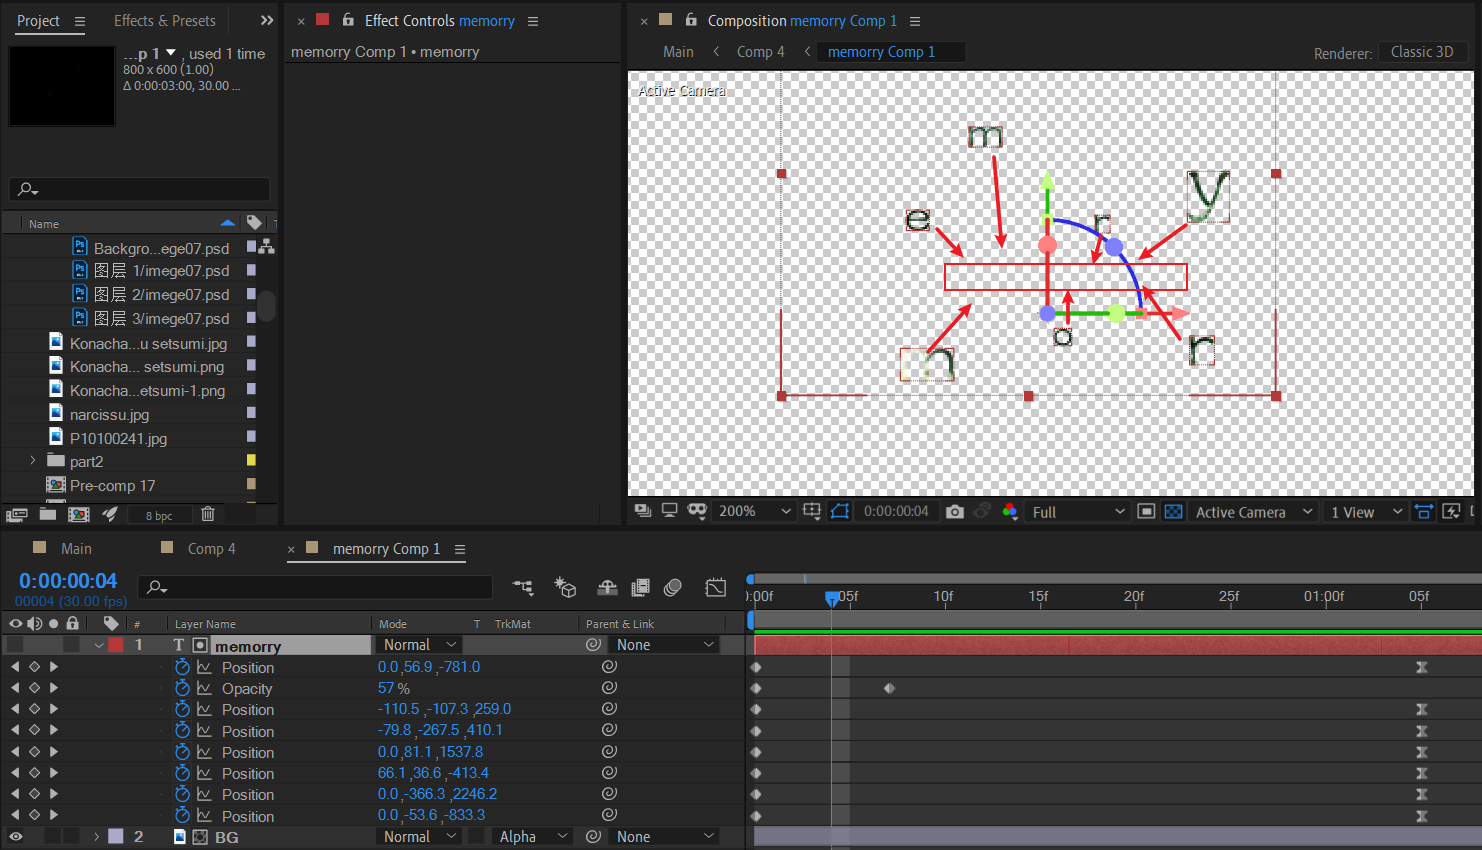 Project
Effects & Presets
...p 1 , used 1 time
800 x 600 (1.00)
Δ 0:00:03:00, 30.00 ...
Name
Backgro...ege07.psd
图层 1/imege07.psd
图层 2/imege07.psd
图层 3/imege07.psd
Konacha...u setsumi.jpg
Konacha... setsumi.png
Konacha...etsumi-1.png
narcissu.jpg
P10100241.jpg
part2
Pre-comp 17
8 bpc
Effect Controls memorry
memorry Comp 1 • memorry
Composition memorry Comp 1
Main < Comp 4 < memorry Comp 1
Renderer: Classic 3D
Active Camera
m
y
e
r
o
m
r
200%
0:00:00:04
Full
Active Camera
1 View
Main
Comp 4
memorry Comp 1
0:00:00:04
00004 (30.00 fps)
:00f 05f 10f 15f 20f 25f 01:00f 05f
# Layer Name Mode T TrkMat Parent & Link
1 T memorry Normal None
Position 0.0,56.9,-781.0
Opacity 57 %
Position -110.5,-107.3,259.0
Position -79.8,-267.5,410.1
Position 0.0,81.1,1537.8
Position 66.1,36.6,-413.4
Position 0.0,-366.3,2246.2
Position 0.0,-53.6,-833.3
2 BG Normal Alpha None